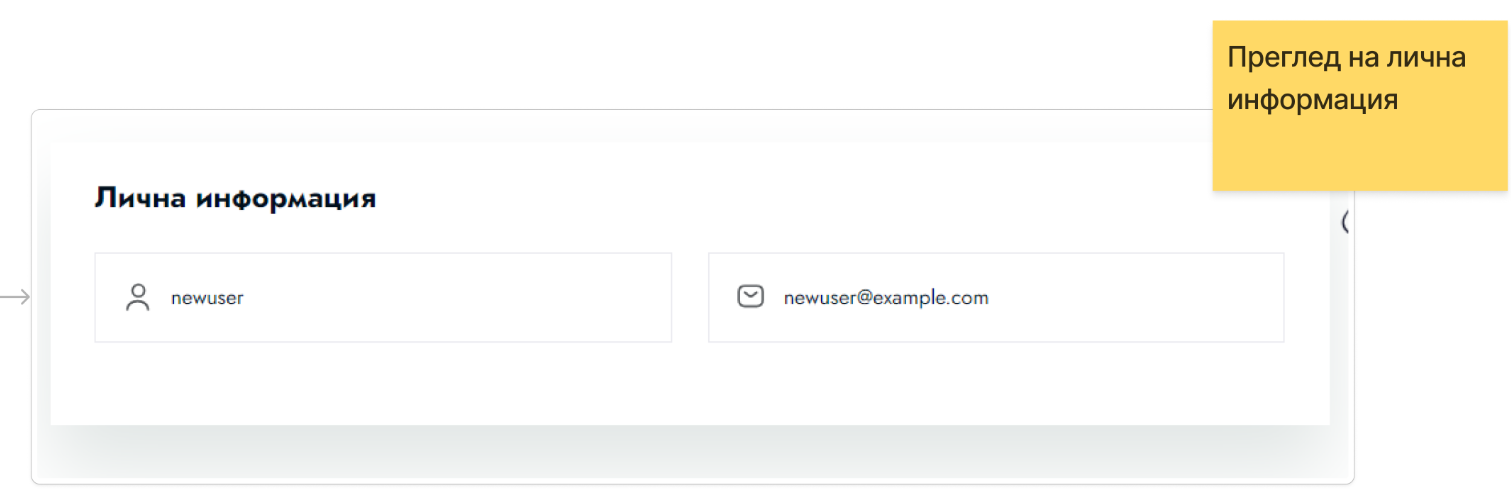 Преглед на лична
информация
Лична информация
newuser
newuser@example.com